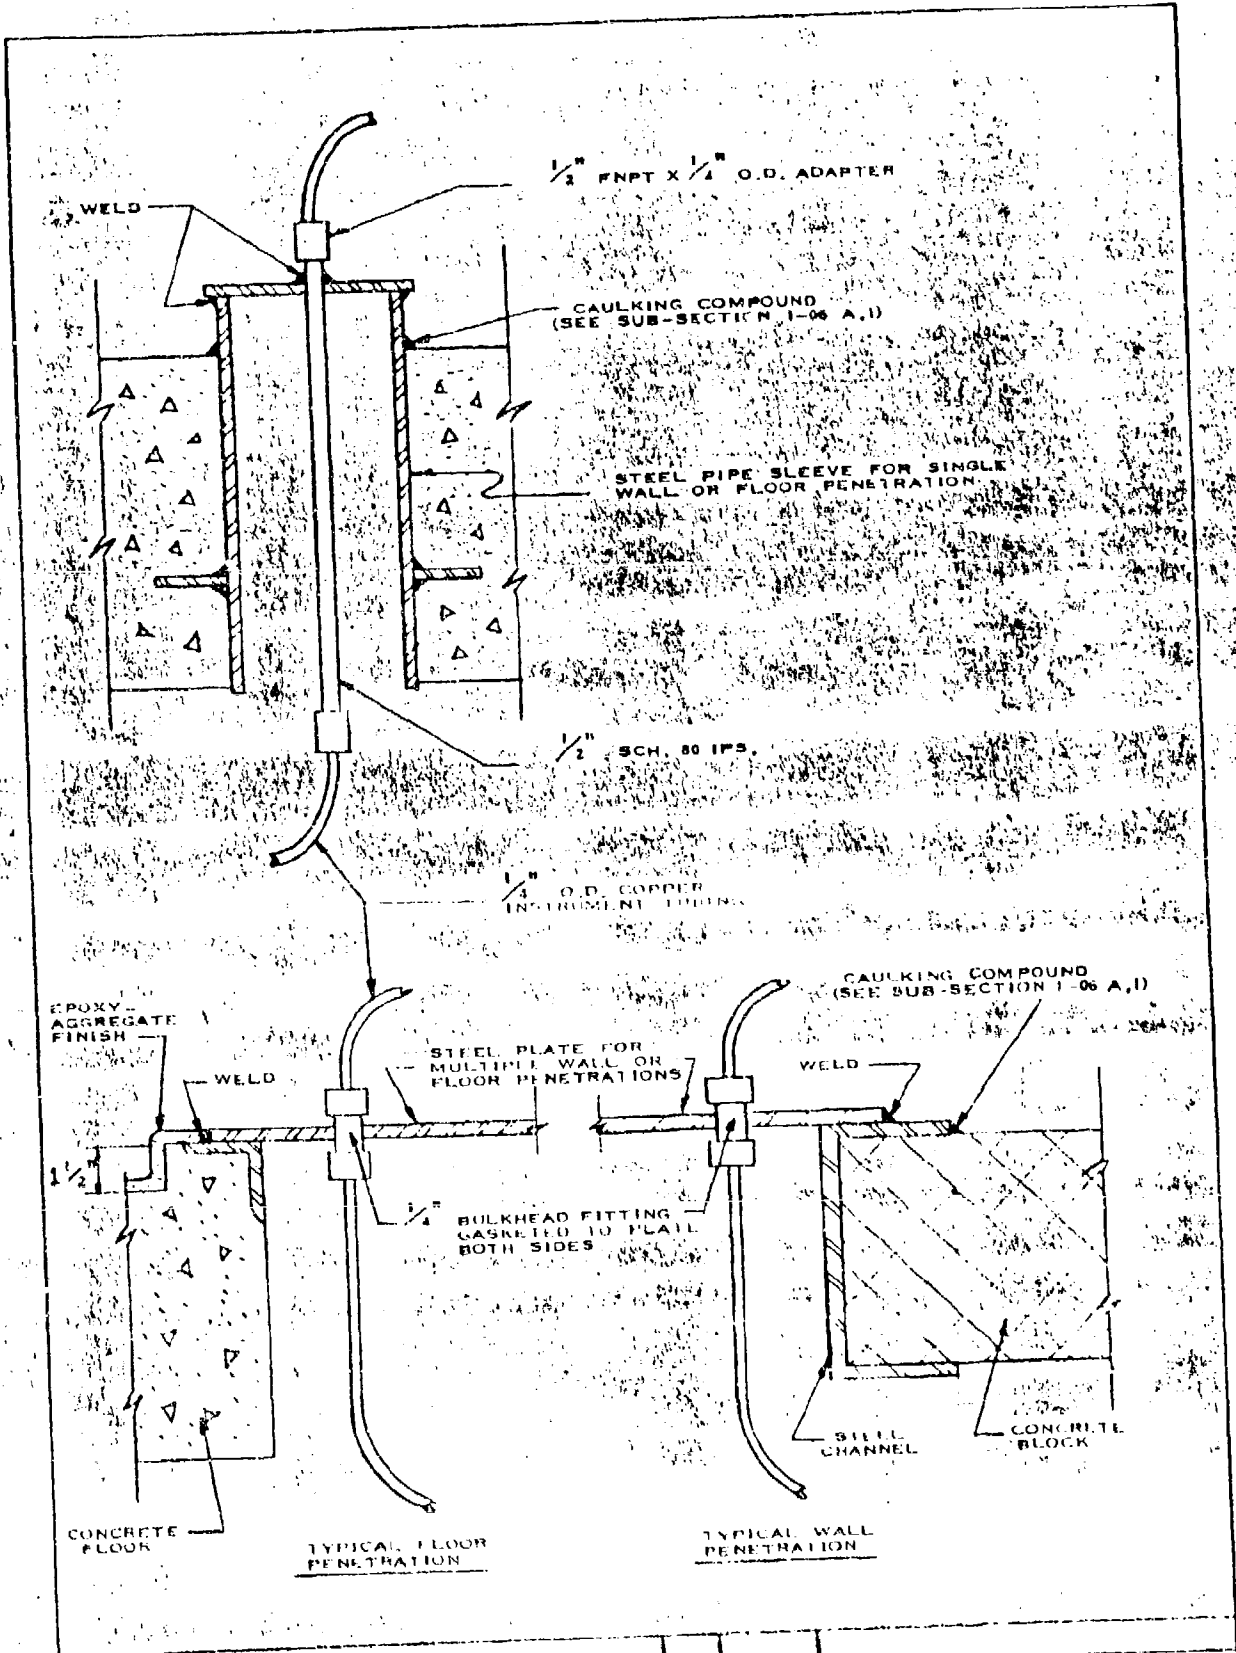 1/2" FNPT X 1/4" O.D. ADAPTER
WELD
CAULKING COMPOUND
(SEE SUB-SECTION 1-06 A,1)
STEEL PIPE SLEEVE FOR SINGLE
WALL OR FLOOR PENETRATION
1/2" SCH. 80 IPS.
1/4" O.D. COPPER
INSTRUMENT TUBING
CAULKING COMPOUND
(SEE SUB-SECTION 1-06 A,1)
EPOXY-
AGGREGATE
FINISH
WELD
STEEL PLATE FOR
MULTIPLE WALL OR
FLOOR PENETRATIONS
WELD
1 1/2"
1/4" BULKHEAD FITTING
GASKETED TO PLATE
BOTH SIDES
STEEL
CHANNEL
CONCRETE
BLOCK
CONCRETE
FLOOR
TYPICAL FLOOR
PENETRATION
TYPICAL WALL
PENETRATION